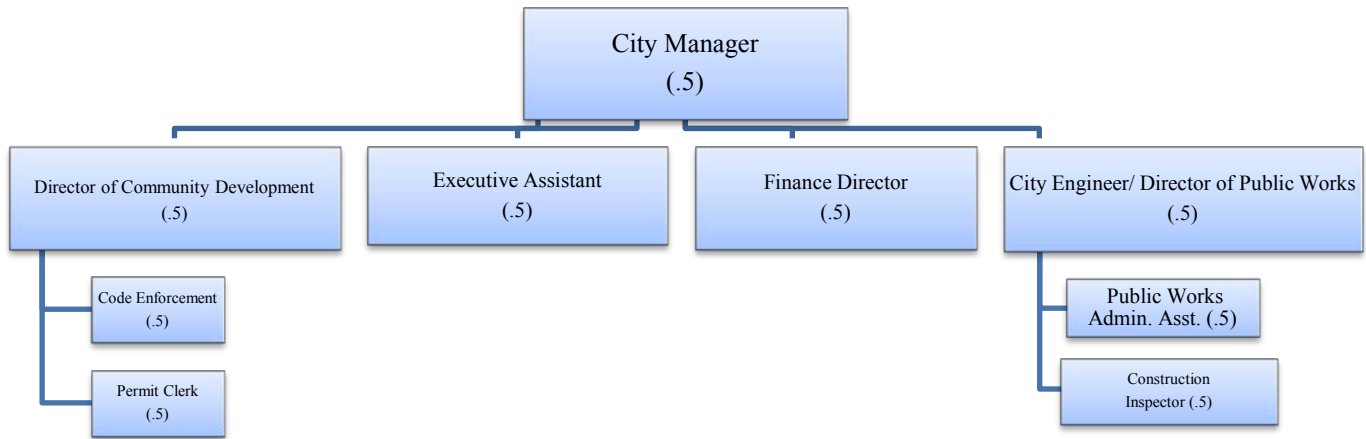 City Manager
(.5)
Director of Community Development
(.5)
Executive Assistant
(.5)
Finance Director
(.5)
City Engineer/ Director of Public Works
(.5)
Code Enforcement
(.5)
Permit Clerk
(.5)
Public Works
Admin. Asst. (.5)
Construction
Inspector (.5)